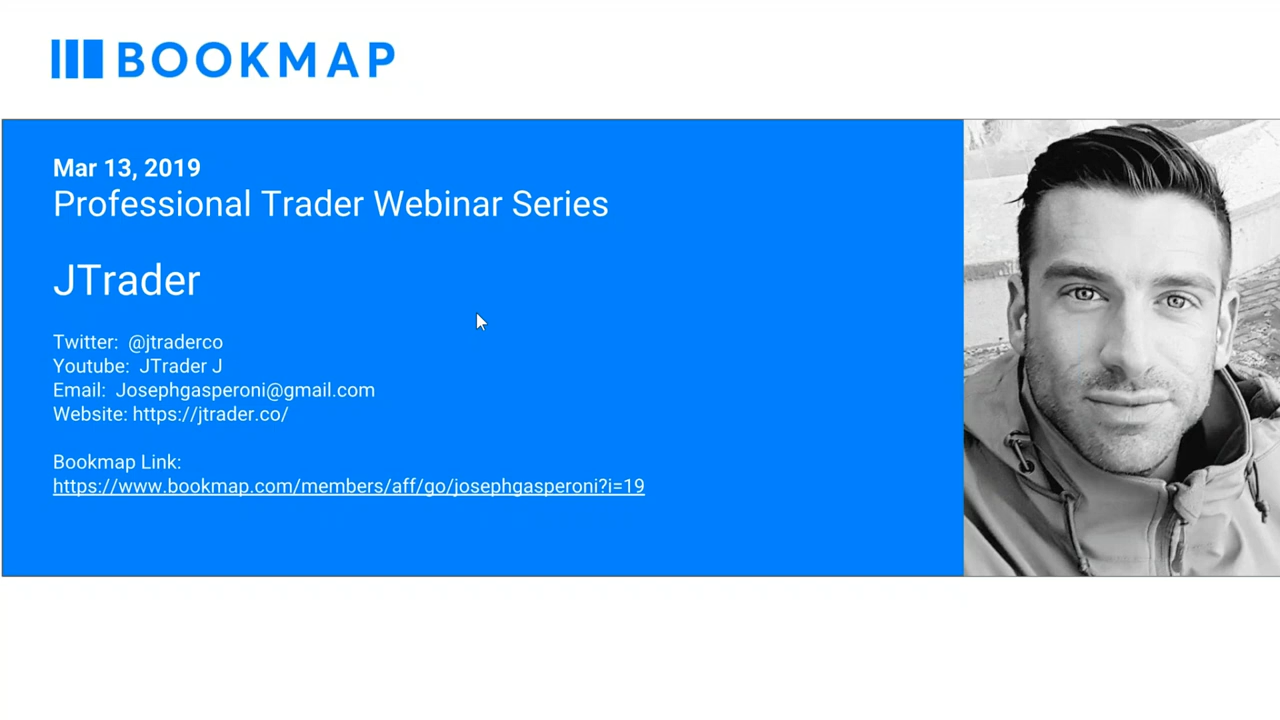 BOOKMAP
Mar 13, 2019
Professional Trader Webinar Series
JTrader
Twitter: @jtraderco
Youtube: JTrader J
Email: Josephgasperoni@gmail.com
Website: https://jtrader.co/
Bookmap Link:
https://www.bookmap.com/members/aff/go/josephgasperoni?i=19